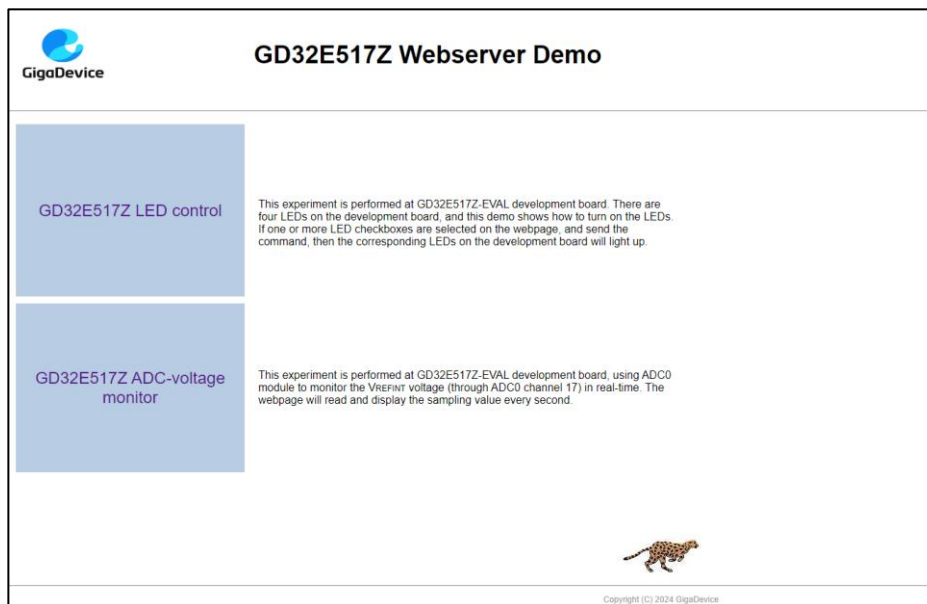 GigaDevice
GD32E517Z Webserver Demo
GD32E517Z LED control
This experiment is performed at GD32E517Z-EVAL development board. There are
four LEDs on the development board, and this demo shows how to turn on the LEDs.
If one or more LED checkboxes are selected on the webpage, and send the
command, then the corresponding LEDs on the development board will light up.
GD32E517Z ADC-voltage
monitor
This experiment is performed at GD32E517Z-EVAL development board, using ADC0
module to monitor the VREFINT voltage (through ADC0 channel 17) in real-time. The
webpage will read and display the sampling value every second.
Copyright (C) 2024 GigaDevice